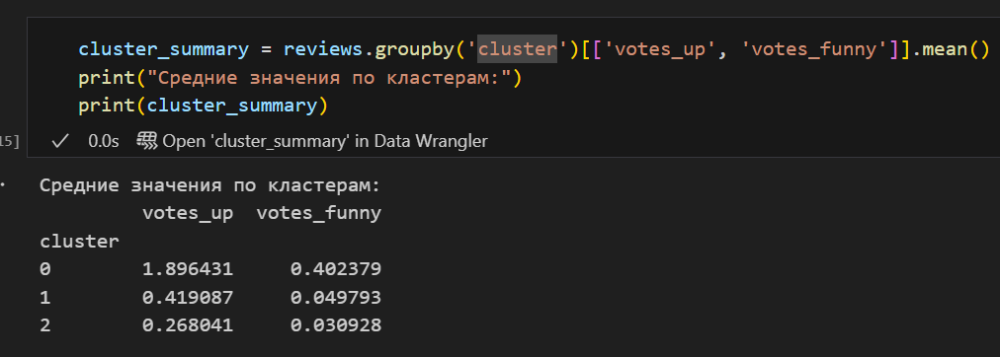 cluster_summary = reviews.groupby('cluster')[['votes_up', 'votes_funny']].mean()
print("Средние значения по кластерам:")
print(cluster_summary)
15] ✓ 0.0s Open 'cluster_summary' in Data Wrangler
Средние значения по кластерам:
votes_up votes_funny
cluster
0 1.896431 0.402379
1 0.419087 0.049793
2 0.268041 0.030928